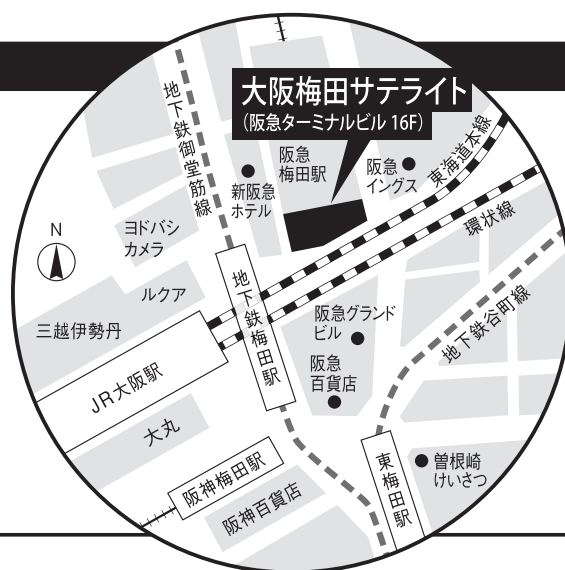 大阪梅田サテライト
（阪急ターミナルビル 16F）
地下鉄御堂筋線
阪急
梅田駅
阪急
イングス
東海道本線
新阪急
ホテル
環状線
N
ヨドバシ
カメラ
ルクア
三越伊勢丹
地下鉄梅田駅
阪急グランド
ビル
地下鉄谷町線
阪急
百貨店
JR大阪駅
大丸
阪神梅田駅
阪神百貨店
東梅田駅
曽根崎
けいさつ